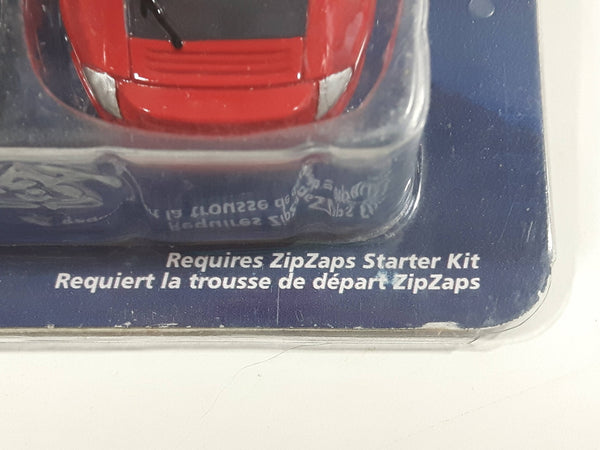 Requires ZipZaps Starter Kit
Requiert la trousse de départ ZipZaps